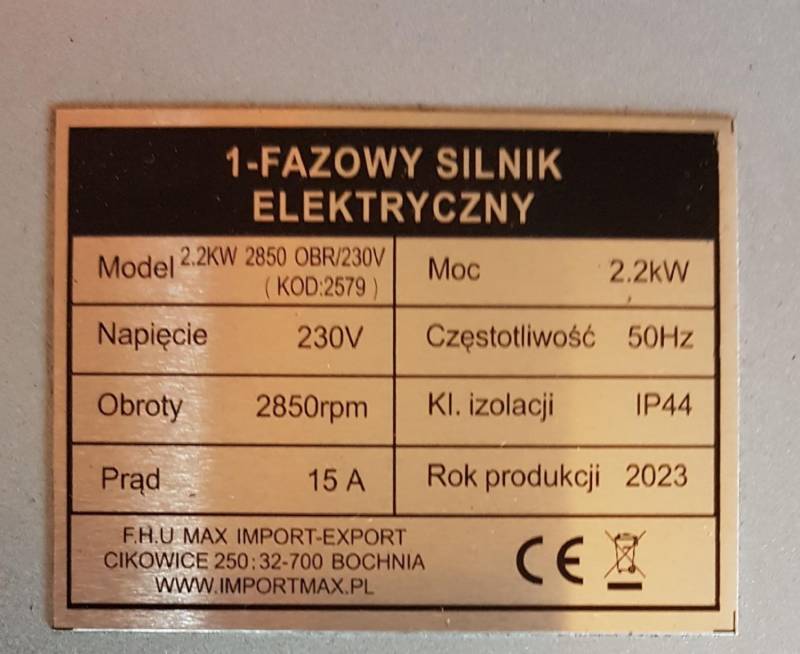 1-FAZOWY SILNIK
ELEKTRYCZNY
Model 2.2KW 2850 OBR/230V
( KOD:2579 )
Moc 2.2kW
Napięcie 230V
Częstotliwość 50Hz
Obroty 2850rpm
Kl. izolacji IP44
Prąd 15 A
Rok produkcji 2023
F.H.U MAX IMPORT-EXPORT
CIKOWICE 250; 32-700 BOCHNIA
WWW.IMPORTMAX.PL
CE